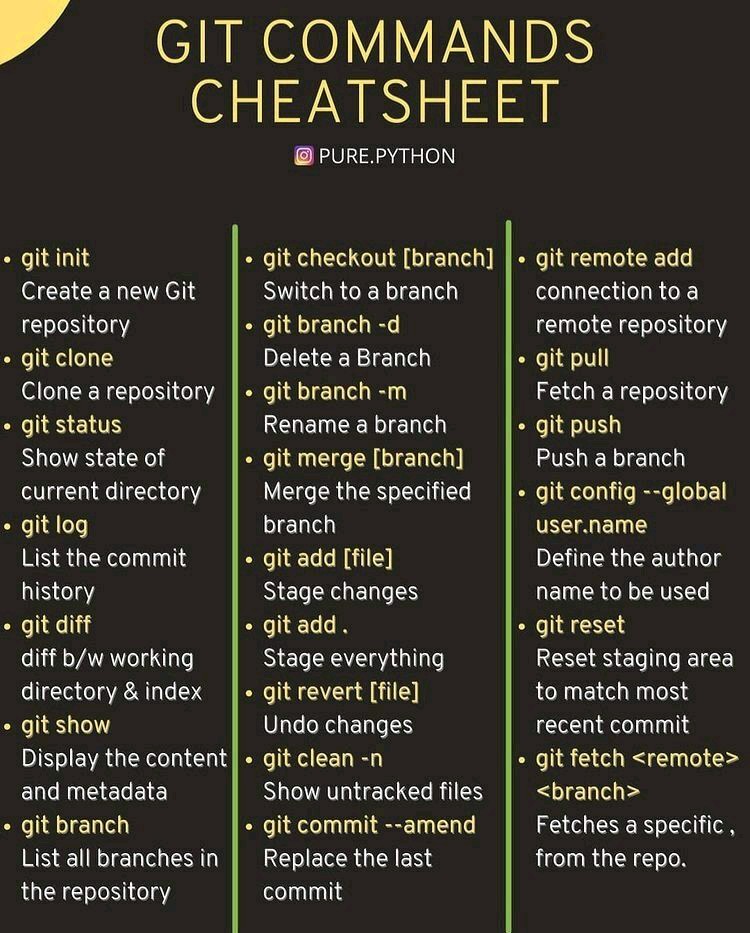 GIT COMMANDS
CHEATSHEET
PURE.PYTHON
• git init
Create a new Git
repository
• git clone
Clone a repository
• git status
Show state of
current directory
• git log
List the commit
history
• git diff
diff b/w working
directory & index
• git show
Display the content
and metadata
• git branch
List all branches in
the repository
• git checkout [branch]
Switch to a branch
• git branch -d
Delete a Branch
• git branch -m
Rename a branch
• git merge [branch]
Merge the specified
branch
• git add [file]
Stage changes
• git add .
Stage everything
• git revert [file]
Undo changes
• git clean -n
Show untracked files
• git commit --amend
Replace the last
commit
• git remote add
connection to a
remote repository
• git pull
Fetch a repository
• git push
Push a branch
• git config --global
user.name
Define the author
name to be used
• git reset
Reset staging area
to match most
recent commit
• git fetch <remote>
<branch>
Fetches a specific ,
from the repo.